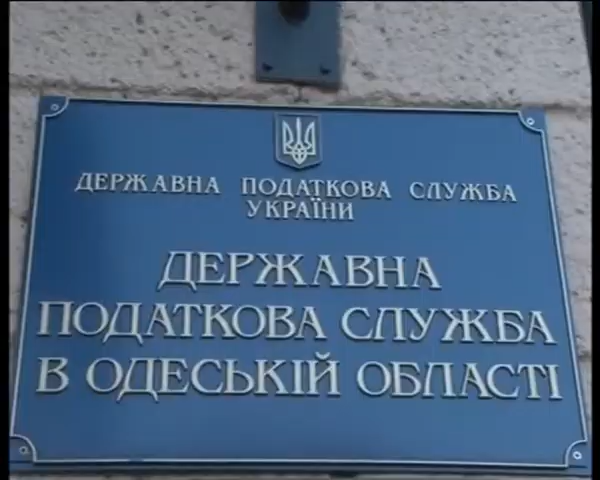 ДЕРЖАВНА ПОДАТКОВА СЛУЖБА
УКРАЇНИ
ДЕРЖАВНА
ПОДАТКОВА СЛУЖБА
В ОДЕСЬКІЙ ОБЛАСТІ